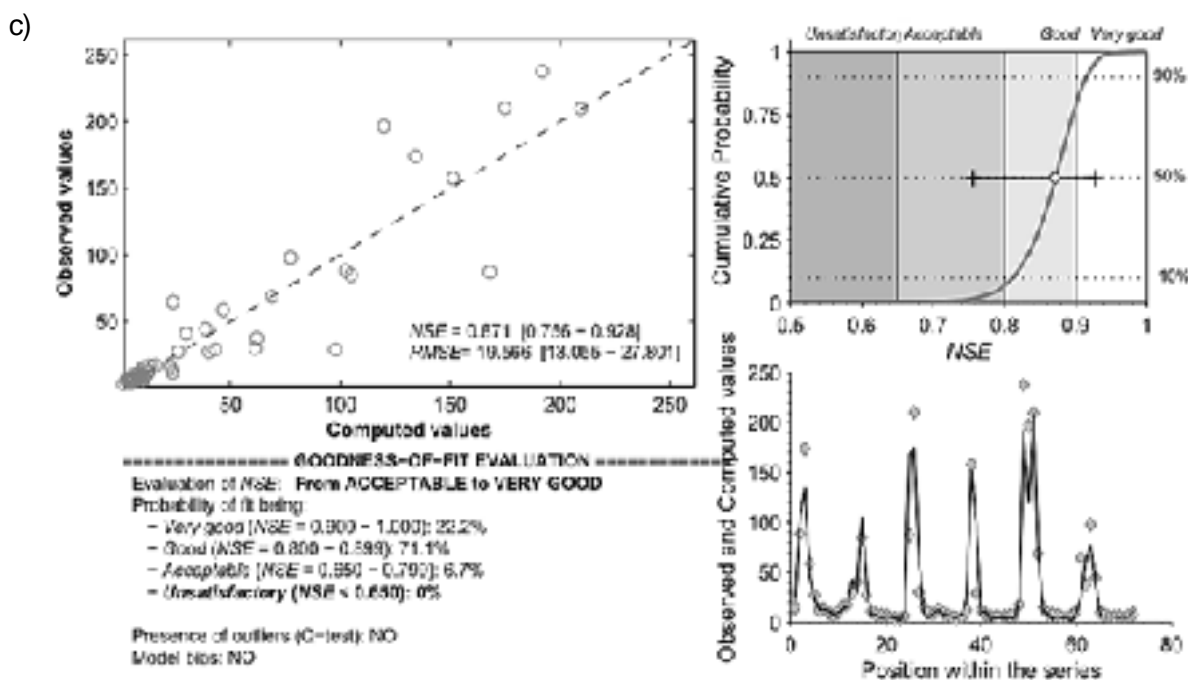 c)
250
200
150
100
50
Observed values
NSE = 0.871 [0.756 − 0.928]
RMSE= 19.566 [13.055 − 27.801]
50 100 150 200 250
Computed values
Unsatisfactory Acceptable Good Very good
1
0.75
0.5
0.25
0
Cumulative Probability
90%
50%
10%
0.6 0.7 0.8 0.9 1
NSE
250
200
150
100
50
0
Observed and Computed values
0 20 40 60 80
Position within the series
GOODNESS−OF−FIT EVALUATION
Evaluation of NSE: From ACCEPTABLE to VERY GOOD
Probability of fit being:
− Very good (NSE = 0.900 − 1.000): 22.2%
− Good (NSE = 0.800 − 0.899): 71.1%
− Acceptable (NSE = 0.650 − 0.799): 6.7%
− Unsatisfactory (NSE < 0.650): 0%
Presence of outliers (Q−test): NO
Model bias: NO